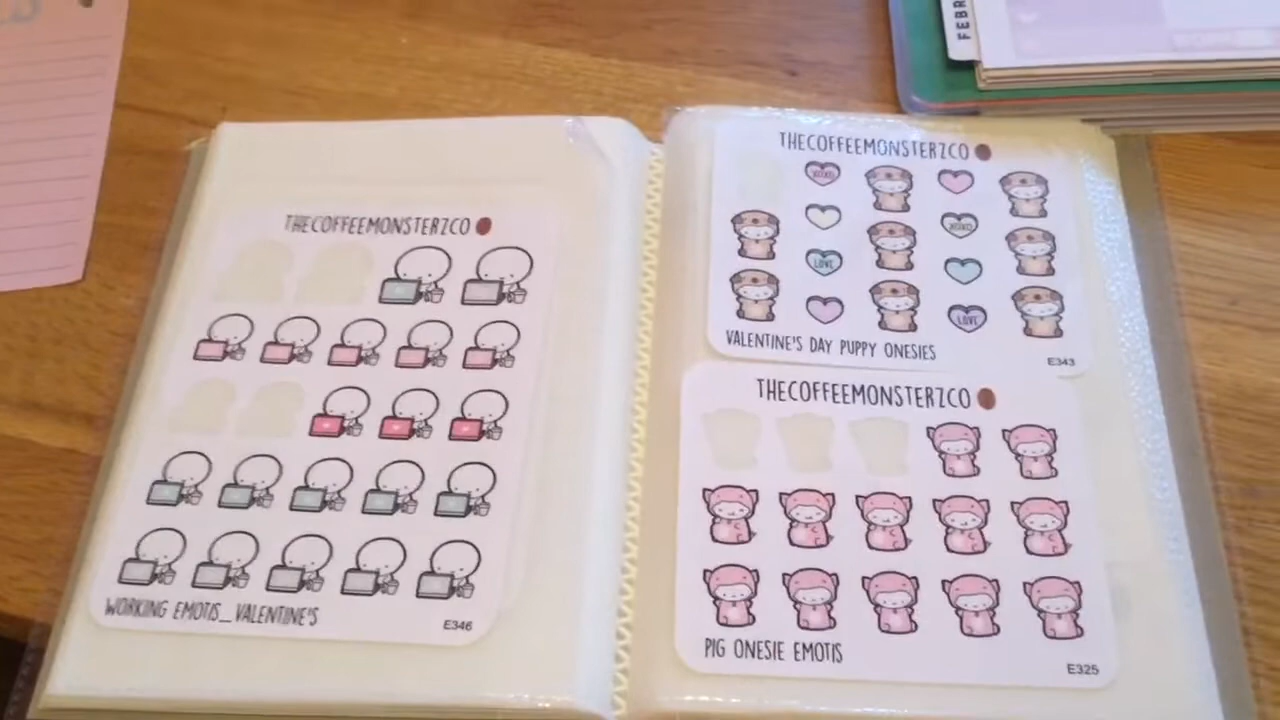 FEBR
THECOFFEEMONSTERZCO
WORKING EMOTIS_VALENTINE'S
E346
THECOFFEEMONSTERZCO
XOXO
XOXO
LOVE
LOVE
VALENTINE'S DAY PUPPY ONESIES
E343
THECOFFEEMONSTERZCO
PIG ONESIE EMOTIS
E325